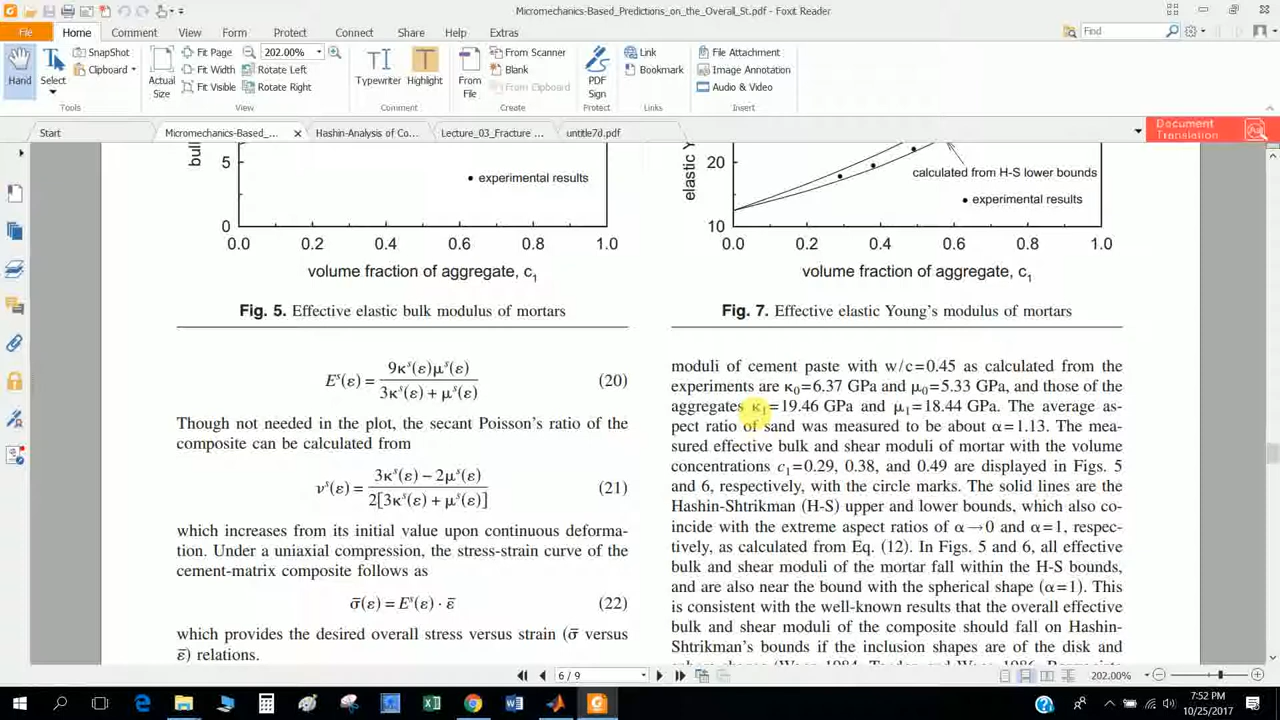 Micromechanics-Based_Predictions_on_the_Overall_St.pdf - Foxit Reader
File Home Comment View Form Protect Connect Share Help Extras
Find
Hand
Select
SnapShot
Clipboard
Tools
Actual Size
Fit Page
Fit Width
Fit Visible
202.00%
Rotate Left
Rotate Right
View
Typewriter
Highlight
Comment
From File
From Scanner
Blank
From Clipboard
Create
PDF Sign
Protect
Link
Bookmark
Links
File Attachment
Image Annotation
Audio & Video
Insert
Start
Micromechanics-Based_...
Hashin-Analysis of Co...
Lecture_03_Fracture ...
untitle7d.pdf
Document Translation
bul
5
0
• experimental results
0.0 0.2 0.4 0.6 0.8 1.0
volume fraction of aggregate, c1
Fig. 5. Effective elastic bulk modulus of mortars
Eˢ(ε) = 9κˢ(ε)μˢ(ε) / 3κˢ(ε) + μˢ(ε) (20)
Though not needed in the plot, the secant Poisson's ratio of the
composite can be calculated from
νˢ(ε) = 3κˢ(ε) − 2μˢ(ε) / 2[3κˢ(ε) + μˢ(ε)] (21)
which increases from its initial value upon continuous deforma-
tion. Under a uniaxial compression, the stress-strain curve of the
cement-matrix composite follows as
σ̄(ε) = Eˢ(ε) · ε̄ (22)
which provides the desired overall stress versus strain (σ̄ versus
ε̄) relations.
elastic Y
20
10
calculated from H-S lower bounds
• experimental results
0.0 0.2 0.4 0.6 0.8 1.0
volume fraction of aggregate, c1
Fig. 7. Effective elastic Young's modulus of mortars
moduli of cement paste with w/c=0.45 as calculated from the
experiments are κ0=6.37 GPa and μ0=5.33 GPa, and those of the
aggregates κ1=19.46 GPa and μ1=18.44 GPa. The average as-
pect ratio of sand was measured to be about α=1.13. The mea-
sured effective bulk and shear moduli of mortar with the volume
concentrations c1=0.29, 0.38, and 0.49 are displayed in Figs. 5
and 6, respectively, with the circle marks. The solid lines are the
Hashin-Shtrikman (H-S) upper and lower bounds, which also co-
incide with the extreme aspect ratios of α→0 and α=1, respec-
tively, as calculated from Eq. (12). In Figs. 5 and 6, all effective
bulk and shear moduli of the mortar fall within the H-S bounds,
and are also near the bound with the spherical shape (α=1). This
is consistent with the well-known results that the overall effective
bulk and shear moduli of the composite should fall on Hashin-
Shtrikman's bounds if the inclusion shapes are of the disk and
6 / 9
202.00%
7:52 PM
10/25/2017